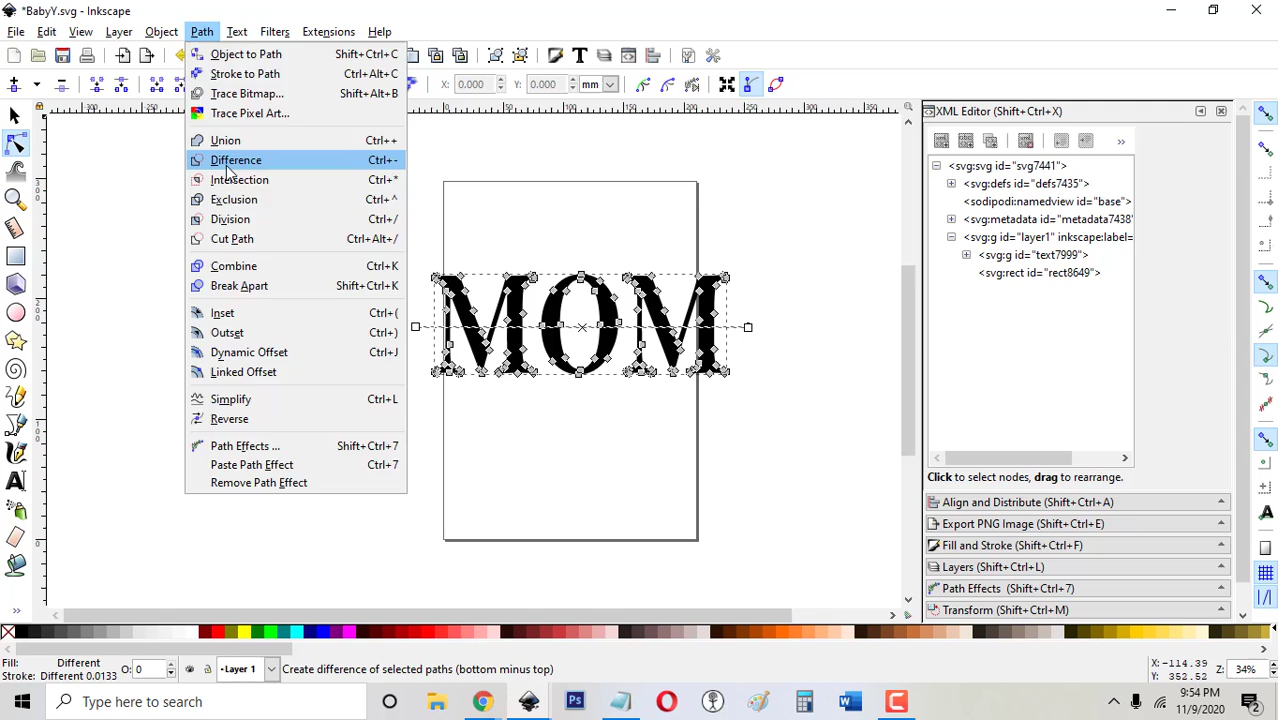 *BabyY.svg - Inkscape
File Edit View Layer Object Path Text Filters Extensions Help
Object to Path Shift+Ctrl+C
Stroke to Path Ctrl+Alt+C
Trace Bitmap... Shift+Alt+B
Trace Pixel Art...
Union Ctrl++
Difference Ctrl+-
Intersection Ctrl+*
Exclusion Ctrl+^
Division Ctrl+/
Cut Path Ctrl+Alt+/
Combine Ctrl+K
Break Apart Shift+Ctrl+K
Inset Ctrl+(
Outset Ctrl+)
Dynamic Offset Ctrl+J
Linked Offset
Simplify Ctrl+L
Reverse
Path Effects ... Shift+Ctrl+7
Paste Path Effect Ctrl+7
Remove Path Effect
X: 0.000 Y: 0.000 mm
MOM
XML Editor (Shift+Ctrl+X)
<svg:svg id="svg7441">
<svg:defs id="defs7435">
<sodipodi:namedview id="base">
<svg:metadata id="metadata7438
<svg:g id="layer1" inkscape:label=
<svg:g id="text7999">
<svg:rect id="rect8649">
Click to select nodes, drag to rearrange.
Align and Distribute (Shift+Ctrl+A)
Export PNG Image (Shift+Ctrl+E)
Fill and Stroke (Shift+Ctrl+F)
Layers (Shift+Ctrl+L)
Path Effects (Shift+Ctrl+7)
Transform (Shift+Ctrl+M)
Fill: Different
Stroke: Different 0.0133
O: 0
Layer 1
Create difference of selected paths (bottom minus top)
X: -114.39
Y: 352.52
Z: 34%
Type here to search
9:54 PM
11/9/2020
2